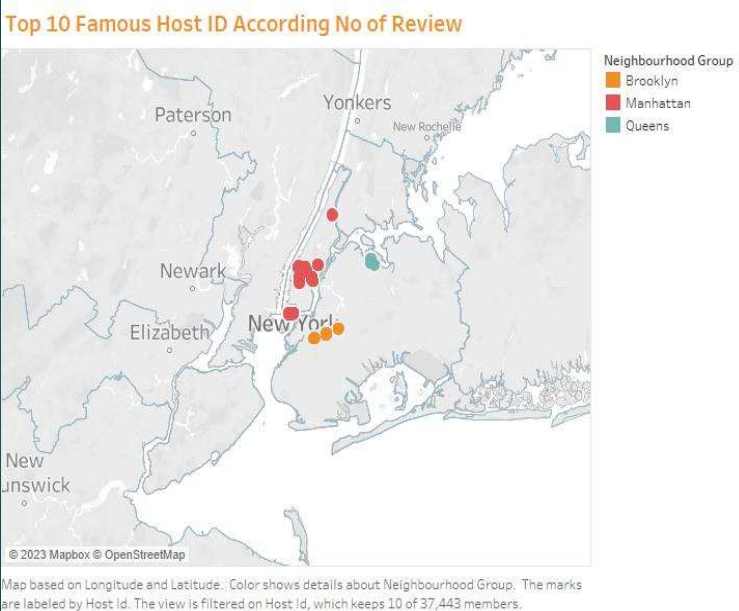 Top 10 Famous Host ID According No of Review
Neighbourhood Group
Brooklyn
Manhattan
Queens
Yonkers
Paterson
New Rochelle
Newark
New York
Elizabeth
New
unswick
© 2023 Mapbox © OpenStreetMap
Map based on Longitude and Latitude. Color shows details about Neighbourhood Group. The marks
are labeled by Host Id. The view is filtered on Host Id, which keeps 10 of 37,443 members.